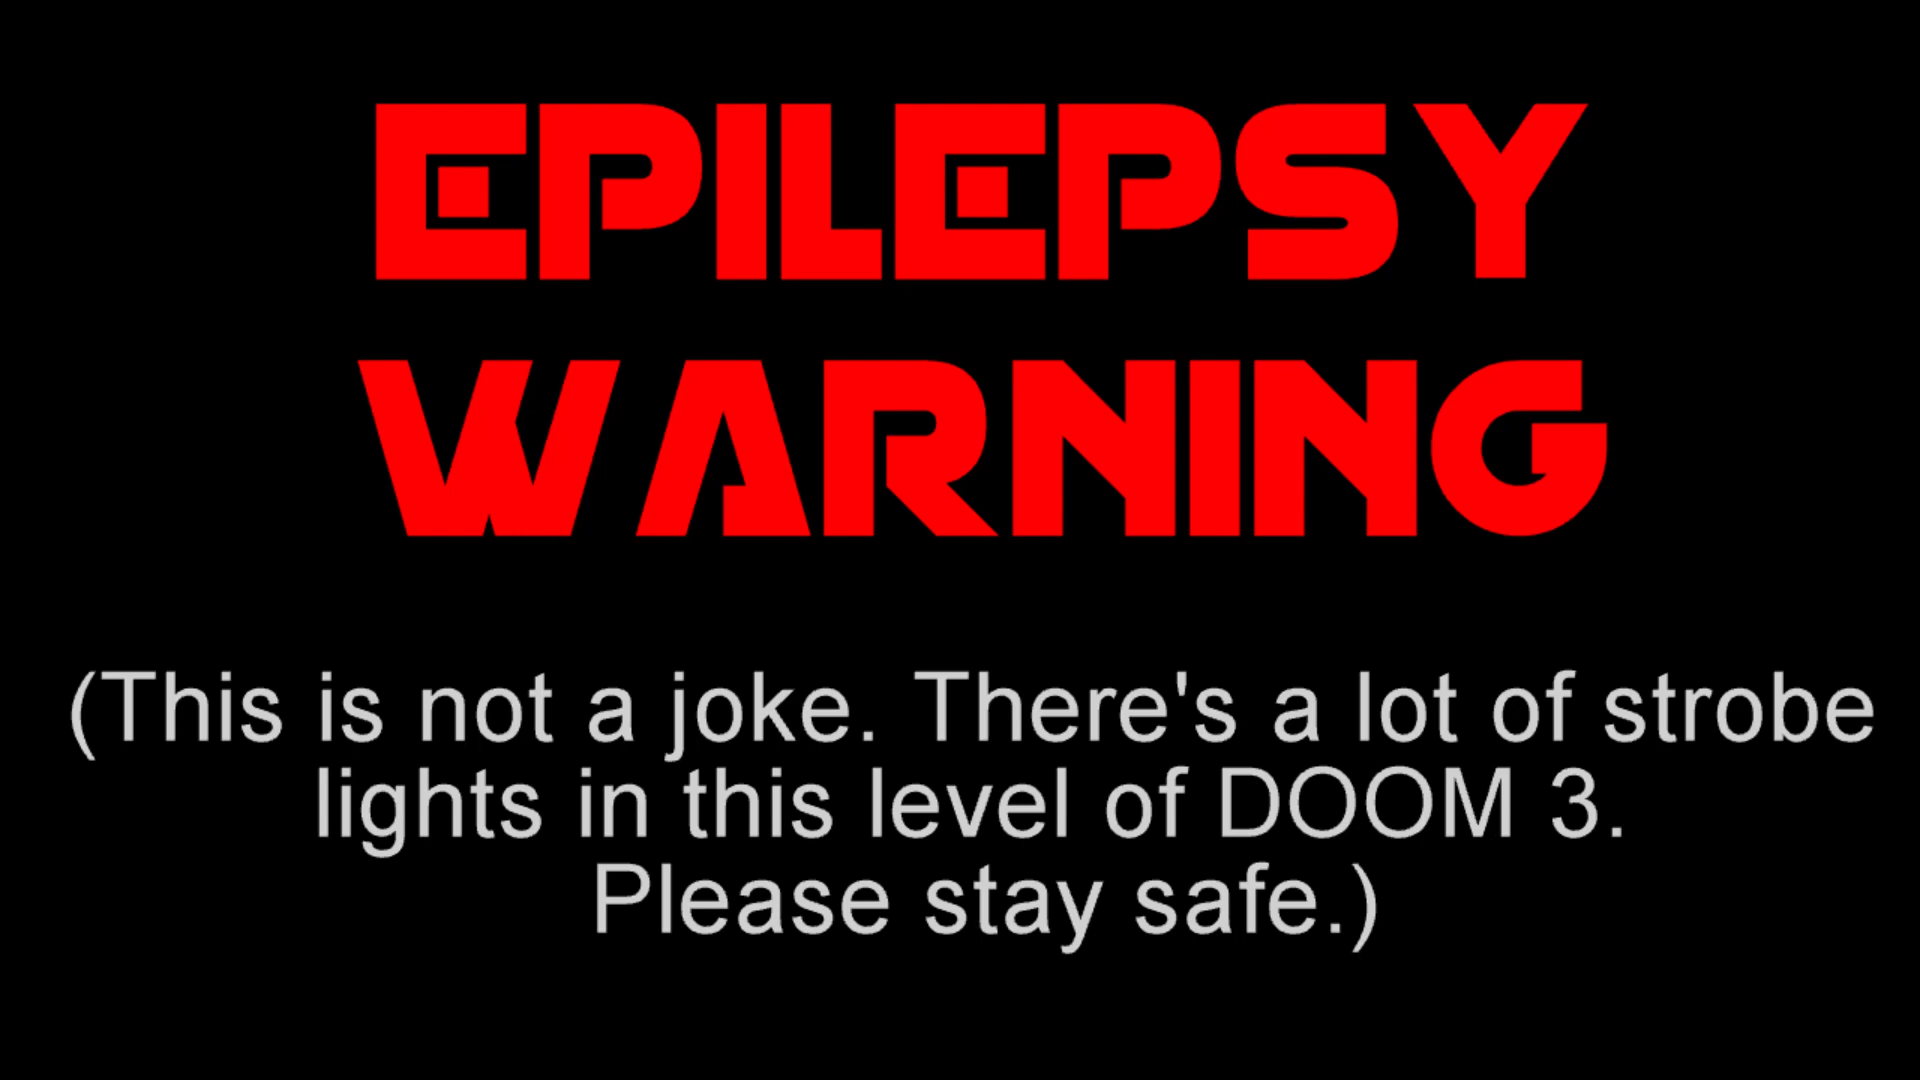 EPILEPSY
WARNING
(This is not a joke. There's a lot of strobe
lights in this level of DOOM 3.
Please stay safe.)